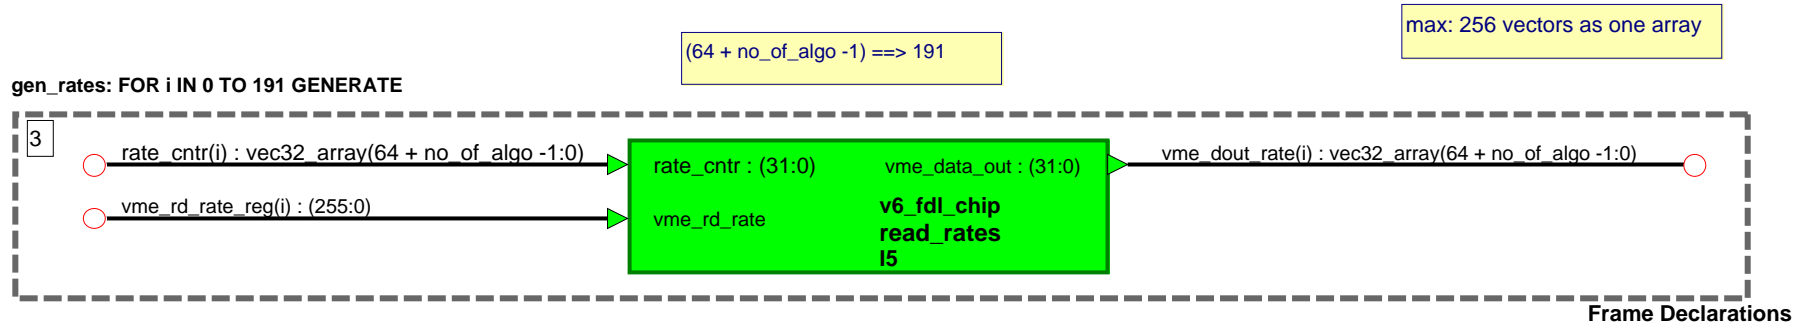 max: 256 vectors as one array
(64 + no_of_algo -1) ==> 191
gen_rates: FOR i IN 0 TO 191 GENERATE
3
rate_cntr(i) : vec32_array(64 + no_of_algo -1:0)
rate_cntr : (31:0)
vme_data_out : (31:0)
vme_dout_rate(i) : vec32_array(64 + no_of_algo -1:0)
vme_rd_rate_reg(i) : (255:0)
vme_rd_rate
v6_fdl_chip
read_rates
I5
Frame Declarations